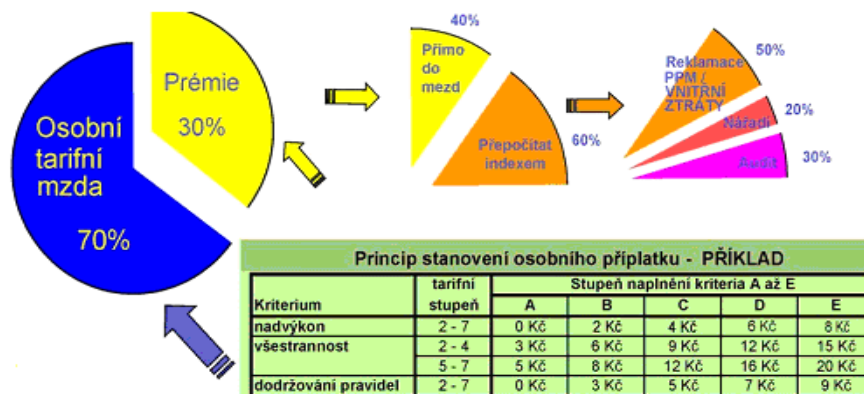 Prémie
30%
Osobní
tarifní
mzda
70%
40%
Přímo
do
mezd
Přepočítat
indexem
60%
Reklamace
PPM /
VNITŘNÍ
ZTRÁTY
50%
Nářadí
20%
Audit
30%
Princip stanovení osobního příplatku - PŘÍKLAD
Kriterium tarifní stupeň Stupeň naplnění kriteria A až E
A B C D E
nadvýkon 2 - 7 0 Kč 2 Kč 4 Kč 6 Kč 8 Kč
všestrannost 2 - 4 3 Kč 6 Kč 9 Kč 12 Kč 15 Kč
5 - 7 5 Kč 8 Kč 12 Kč 16 Kč 20 Kč
dodržování pravidel 2 - 7 0 Kč 3 Kč 5 Kč 7 Kč 9 Kč